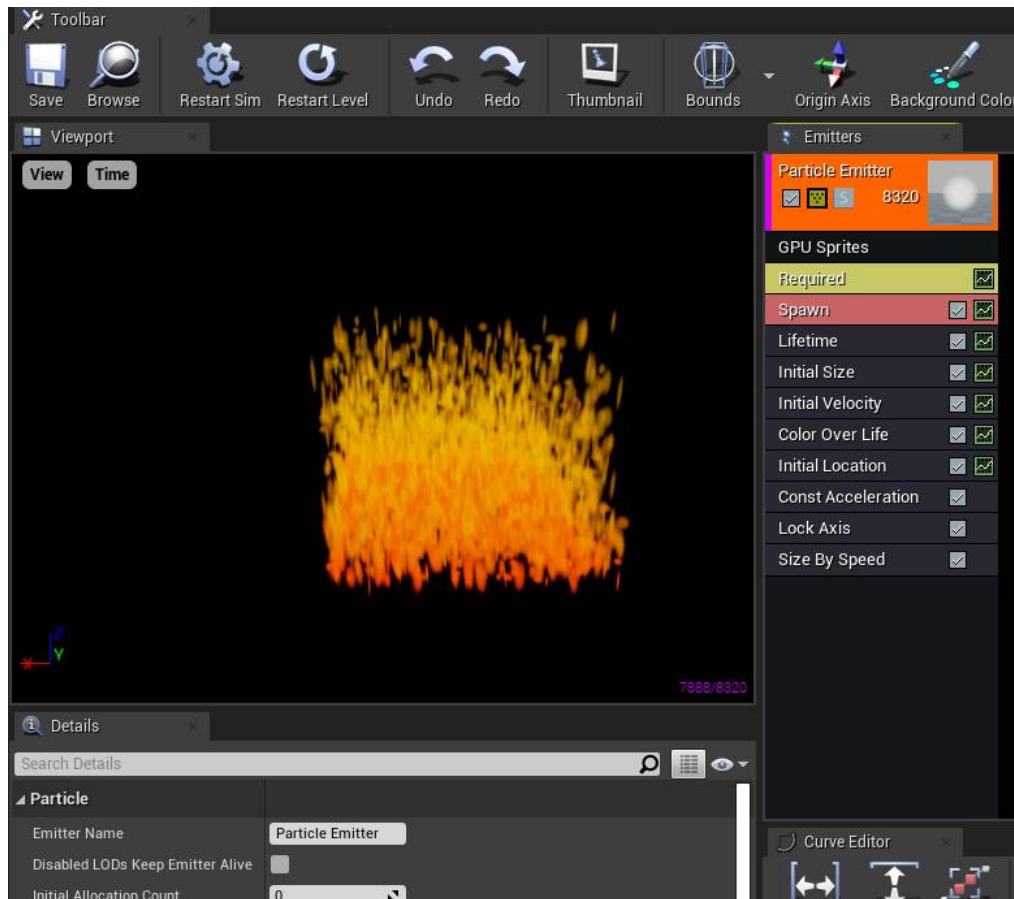 Toolbar
Save Browse Restart Sim Restart Level Undo Redo Thumbnail Bounds Origin Axis Background Colo
Viewport
View Time
Z
X Y
7888/8320
Emitters
Particle Emitter
S 8320
GPU Sprites
Required
Spawn
Lifetime
Initial Size
Initial Velocity
Color Over Life
Initial Location
Const Acceleration
Lock Axis
Size By Speed
Details
Search Details
Particle
Emitter Name Particle Emitter
Disabled LODs Keep Emitter Alive
Initial Allocation Count 0
Curve Editor